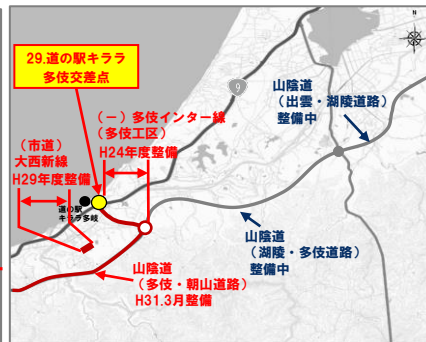 N
29.道の駅キララ
多伎交差点
9
山陰道
（出雲・湖陵道路）
整備中
（一）多伎インター線
（多伎工区）
H24年度整備
（市道）
大西新線
H29年度整備
道の駅
キララ多岐
山陰道
（湖陵・多伎道路）
整備中
山陰道
（多伎・朝山道路）
H31.3月整備